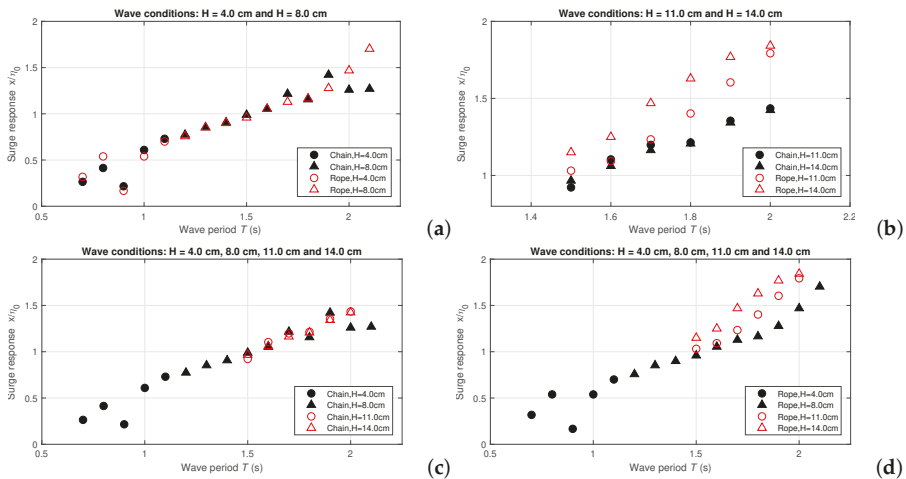 Wave conditions: H = 4.0 cm and H = 8.0 cm
2
1.5
1
0.5
0
0.5
1
1.5
2
Surge response x/η0
Wave period T (s)
Chain,H=4.0cm
Chain,H=8.0cm
Rope,H=4.0cm
Rope,H=8.0cm
(a)
Wave conditions: H = 11.0 cm and H = 14.0 cm
2
1.5
1
1.4
1.6
1.8
2
2.2
Surge response x/η0
Wave period T (s)
Chain,H=11.0cm
Chain,H=14.0cm
Rope,H=11.0cm
Rope,H=14.0cm
(b)
Wave conditions: H = 4.0 cm, 8.0 cm, 11.0 cm and 14.0 cm
2
1.5
1
0.5
0
0.5
1
1.5
2
Surge response x/η0
Wave period T (s)
Chain,H=4.0cm
Chain,H=8.0cm
Chain,H=11.0cm
Chain,H=14.0cm
(c)
Wave conditions: H = 4.0 cm, 8.0 cm, 11.0 cm and 14.0 cm
2
1.5
1
0.5
0
0.5
1
1.5
2
Surge response x/η0
Wave period T (s)
Rope,H=4.0cm
Rope,H=8.0cm
Rope,H=11.0cm
Rope,H=14.0cm
(d)